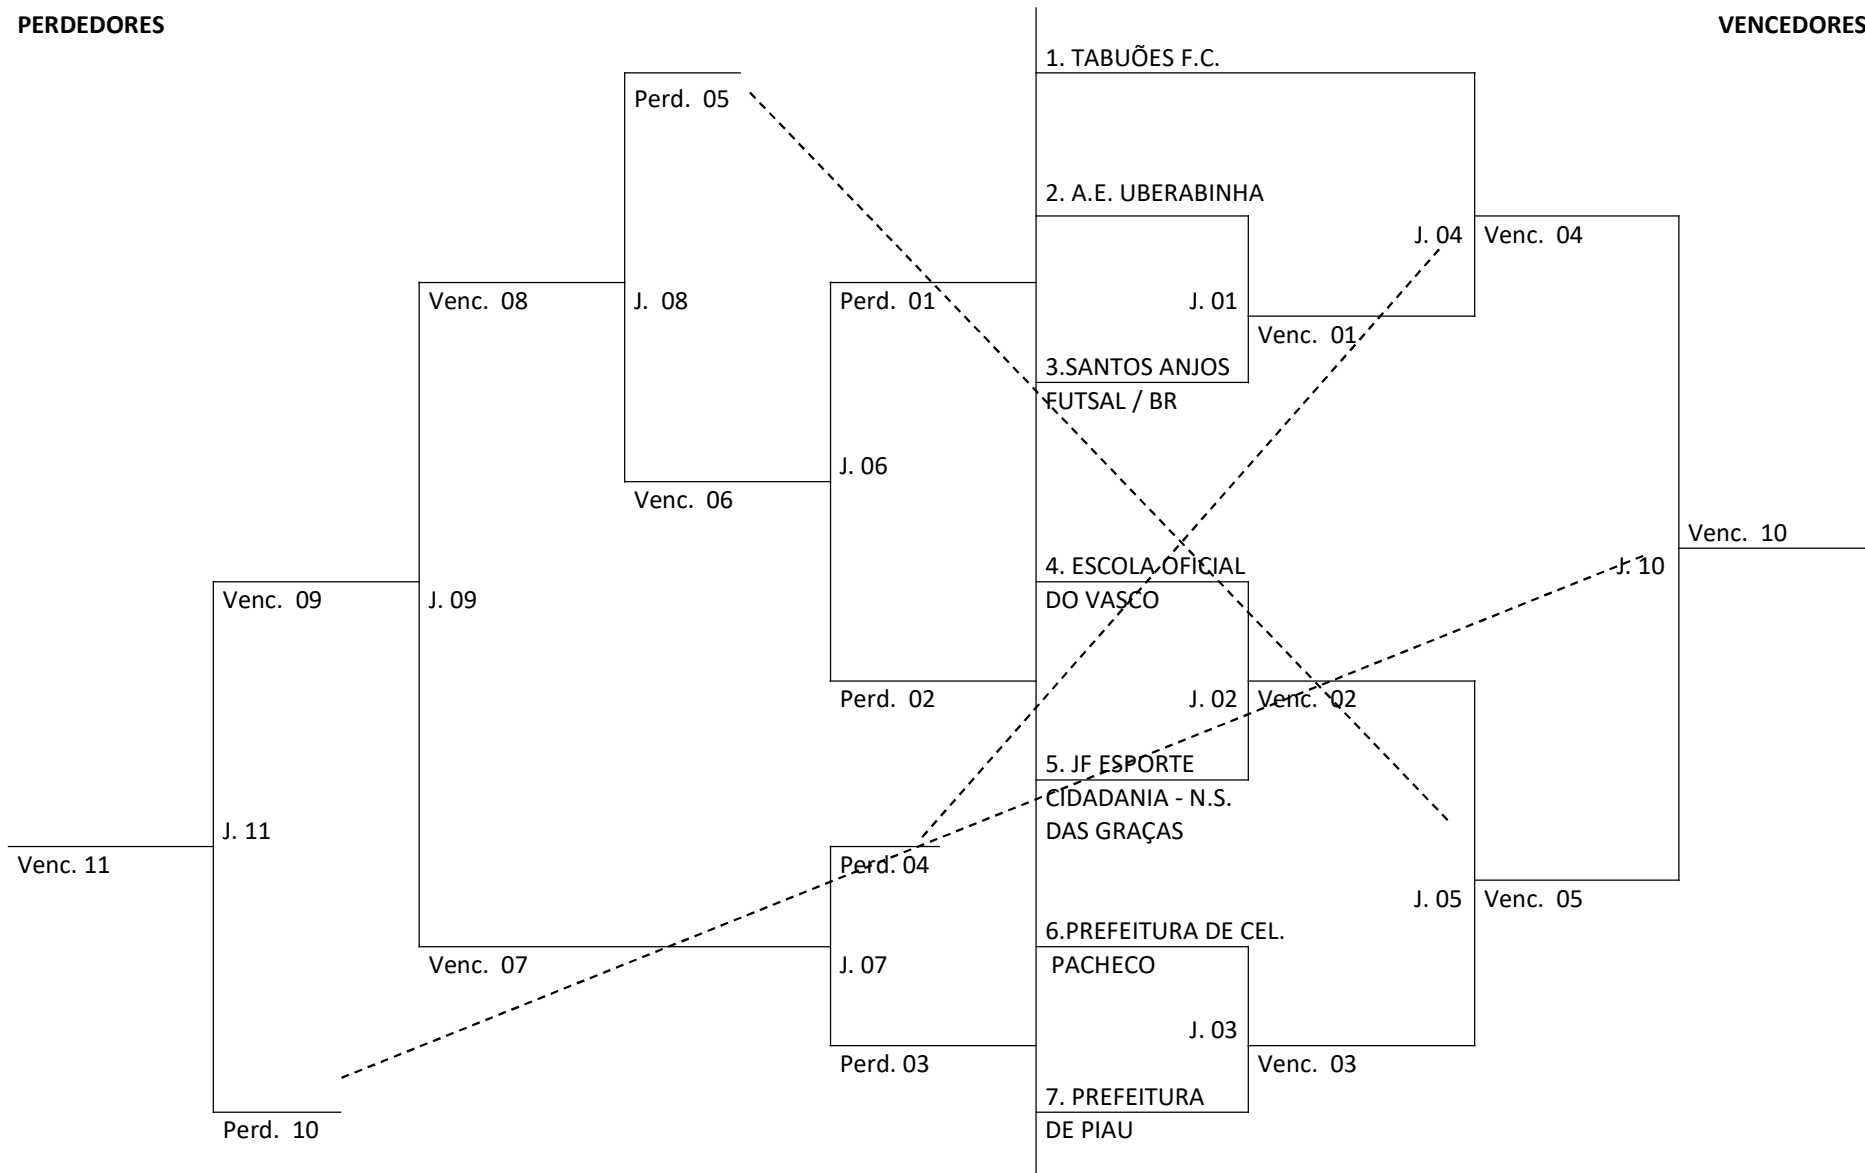 PERDEDORES
VENCEDORES
1. TABUÕES F.C.
Perd. 05
2. A.E. UBERABINHA
J. 04
Venc. 04
Venc. 08
J. 08
Perd. 01
J. 01
Venc. 01
3.SANTOS ANJOS
FUTSAL / BR
J. 06
Venc. 06
Venc. 10
4. ESCOLA OFICIAL
J. 10
Venc. 09
J. 09
DO VASCO
Perd. 02
J. 02
Venc. 02
5. JF ESPORTE
CIDADANIA - N.S.
J. 11
DAS GRAÇAS
Venc. 11
Perd. 04
J. 05
Venc. 05
6.PREFEITURA DE CEL.
Venc. 07
J. 07
PACHECO
J. 03
Perd. 03
Venc. 03
7. PREFEITURA
Perd. 10
DE PIAU